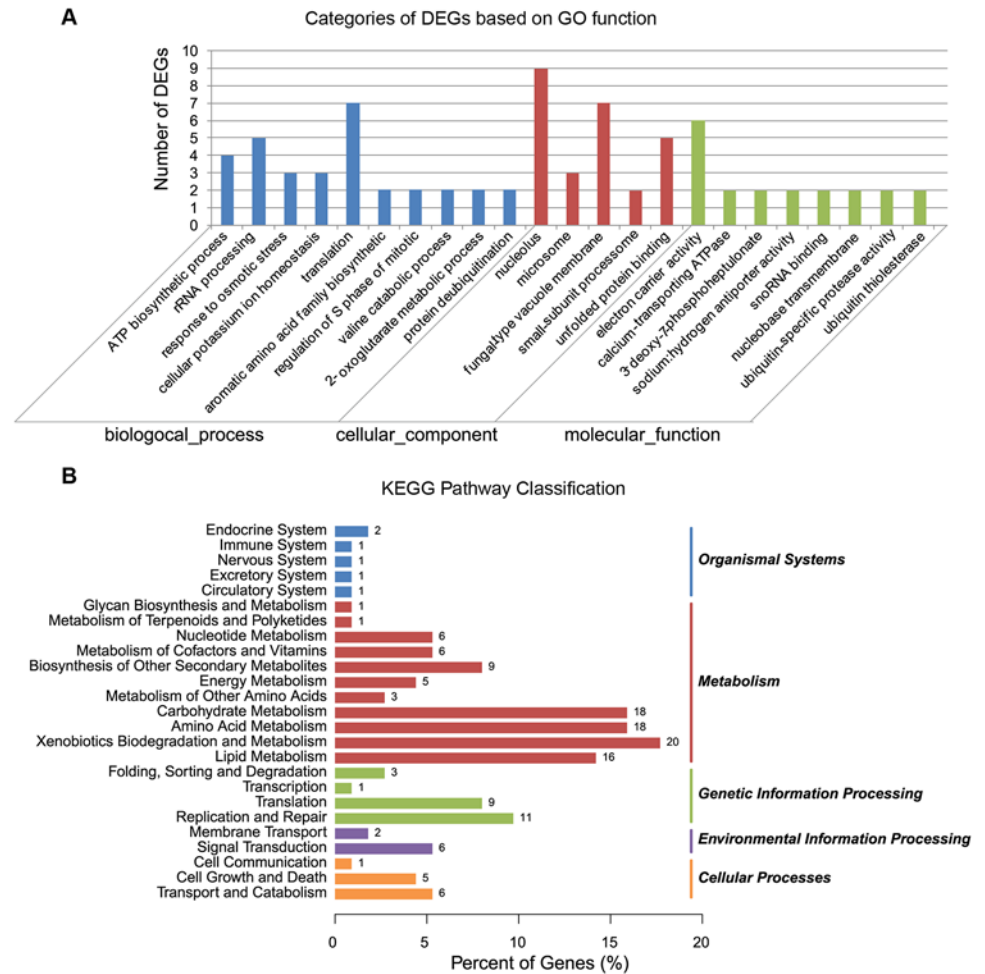 A
Categories of DEGs based on GO function
Number of DEGs
10
9
8
7
6
5
4
3
2
1
0
ATP biosynthetic process
rRNA processing
response to osmotic stress
cellular potassium ion homeostasis
translation
aromatic amino acid family biosynthetic
regulation of S phase of mitotic
valine catabolic process
2- oxoglutarate metabolic process
protein deubiquitination
nucleolus
microsome
fungal-type vacuole membrane
small-subunit processome
unfolded protein binding
electron carrier activity
calcium-transporting ATPase
3-deoxy-7-phosphoheptulonate
sodium:hydrogen antiporter activity
snoRNA binding
nucleobase transmembrane
ubiquitin-specific protease activity
ubiquitin thiolesterase
biologocal_process
cellular_component
molecular_function
B
KEGG Pathway Classification
Endocrine System 2
Immune System 1
Nervous System 1
Excretory System 1
Circulatory System 1
Organismal Systems
Glycan Biosynthesis and Metabolism 1
Metabolism of Terpenoids and Polyketides 1
Nucleotide Metabolism 6
Metabolism of Cofactors and Vitamins 6
Biosynthesis of Other Secondary Metabolites 9
Energy Metabolism 5
Metabolism of Other Amino Acids 3
Carbohydrate Metabolism 18
Amino Acid Metabolism 18
Xenobiotics Biodegradation and Metabolism 20
Lipid Metabolism 16
Metabolism
Folding, Sorting and Degradation 3
Transcription 1
Translation 9
Replication and Repair 11
Genetic Information Processing
Membrane Transport 2
Signal Transduction 6
Environmental Information Processing
Cell Communication 1
Cell Growth and Death 5
Transport and Catabolism 6
Cellular Processes
0 5 10 15 20
Percent of Genes (%)